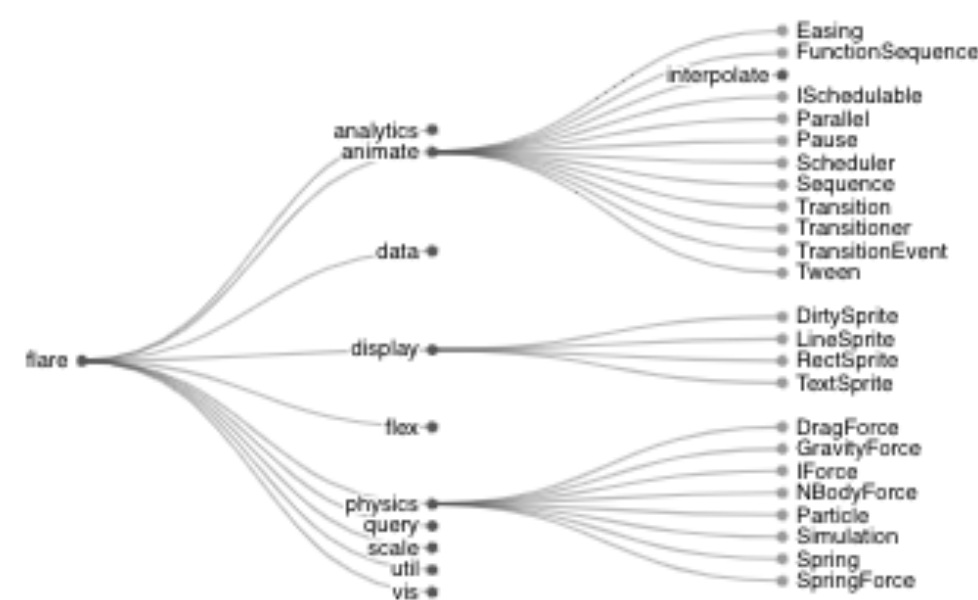 flare
analytics
animate
data
display
flex
physics
query
scale
util
vis
Easing
FunctionSequence
interpolate
ISchedulable
Parallel
Pause
Scheduler
Sequence
Transition
Transitioner
TransitionEvent
Tween
DirtySprite
LineSprite
RectSprite
TextSprite
DragForce
GravityForce
IForce
NBodyForce
Particle
Simulation
Spring
SpringForce